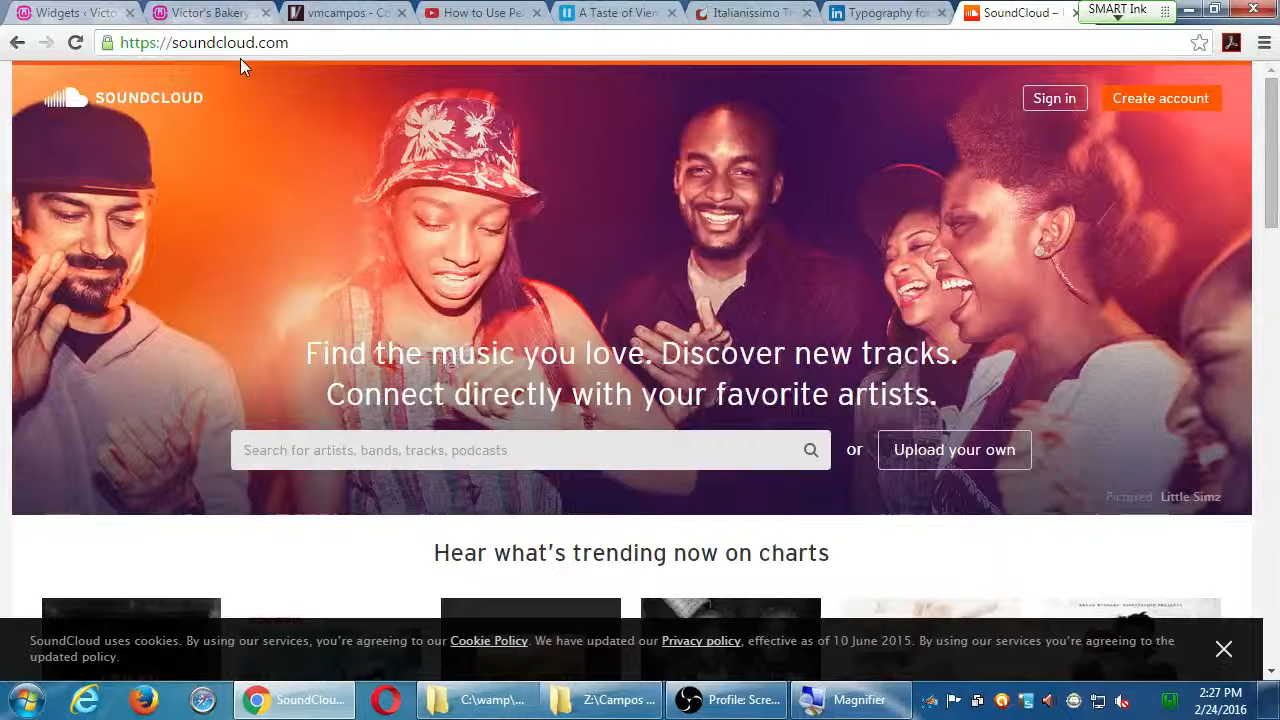 Widgets ‹ Victo
Victor's Bakery
vmcampos - Co
How to Use Pe
A Taste of Vien
Italianissimo Tr
Typography fo
SoundCloud –
SMART Ink
https://soundcloud.com
SOUNDCLOUD
Sign in
Create account
Find the music you love. Discover new tracks.
Connect directly with your favorite artists.
Search for artists, bands, tracks, podcasts
or
Upload your own
Pictured Little Simz
Hear what's trending now on charts
SoundCloud uses cookies. By using our services, you're agreeing to our Cookie Policy. We have updated our Privacy policy, effective as of 10 June 2015. By using our services you're agreeing to the
updated policy.
SoundClou...
C:\wamp\...
Z:\Campos ...
Profile: Scre...
Magnifier
2:27 PM
2/24/2016